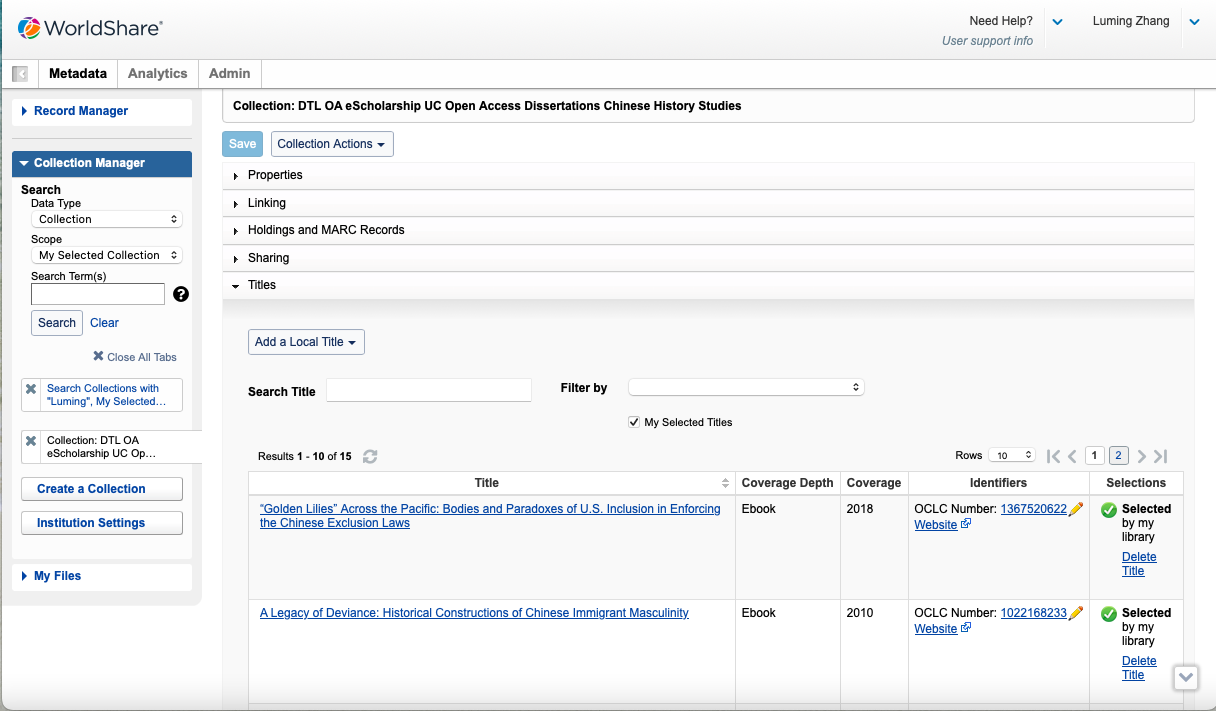 WorldShare®
Need Help?
User support info
Luming Zhang
Metadata
Analytics
Admin
Record Manager
Collection Manager
Search
Data Type
Collection
Scope
My Selected Collection
Search Term(s)
?
Search
Clear
Close All Tabs
Search Collections with
"Luming", My Selected...
Collection: DTL OA
eScholarship UC Op...
Create a Collection
Institution Settings
My Files
Collection: DTL OA eScholarship UC Open Access Dissertations Chinese History Studies
Save
Collection Actions
Properties
Linking
Holdings and MARC Records
Sharing
Titles
Add a Local Title
Search Title
Filter by
My Selected Titles
Results 1 - 10 of 15
Rows 10
1 2
Title
Coverage Depth
Coverage
Identifiers
Selections
"Golden Lilies" Across the Pacific: Bodies and Paradoxes of U.S. Inclusion in Enforcing
the Chinese Exclusion Laws
Ebook
2018
OCLC Number: 1367520622
Website
Selected
by my
library
Delete
Title
A Legacy of Deviance: Historical Constructions of Chinese Immigrant Masculinity
Ebook
2010
OCLC Number: 1022168233
Website
Selected
by my
library
Delete
Title